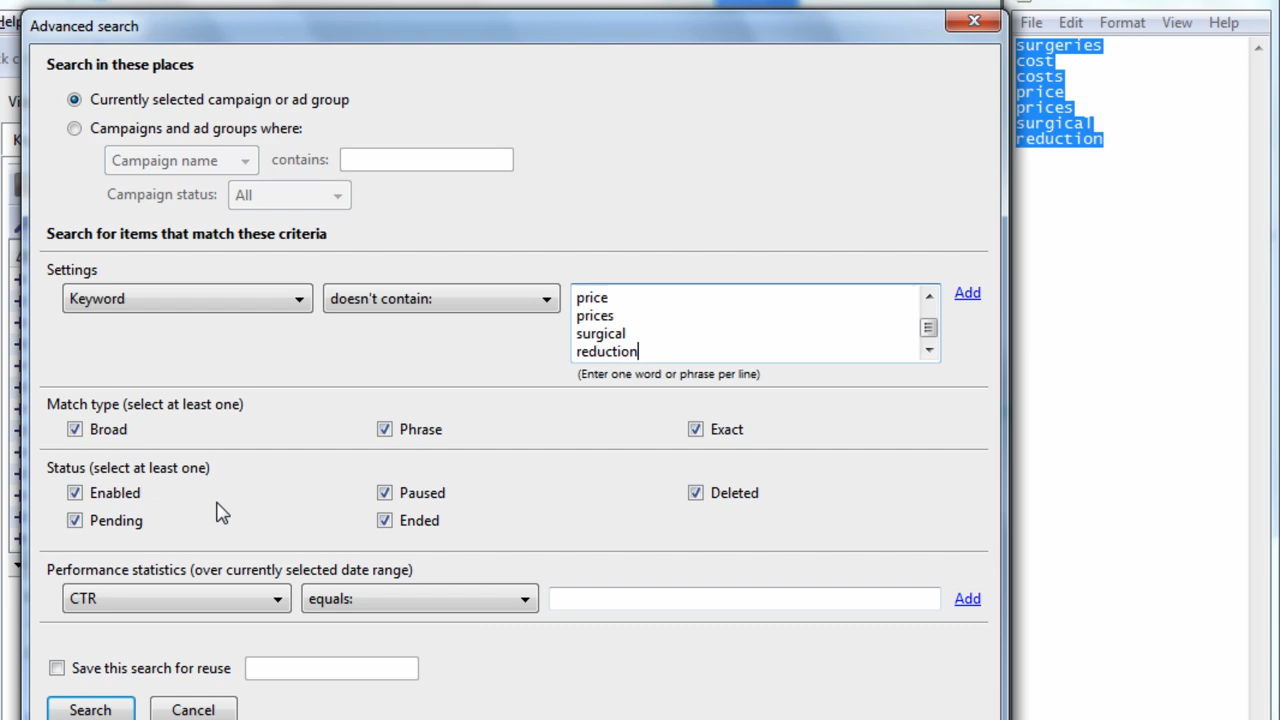 Help
Advanced search
File Edit Format View Help
surgeries
cost
costs
price
prices
surgical
reduction
Search in these places
Currently selected campaign or ad group
Campaigns and ad groups where:
Campaign name contains:
Campaign status: All
Search for items that match these criteria
Settings
Keyword doesn't contain: price Add
prices
surgical
reduction
(Enter one word or phrase per line)
Match type (select at least one)
Broad Phrase Exact
Status (select at least one)
Enabled Paused Deleted
Pending Ended
Performance statistics (over currently selected date range)
CTR equals: Add
Save this search for reuse
Search Cancel